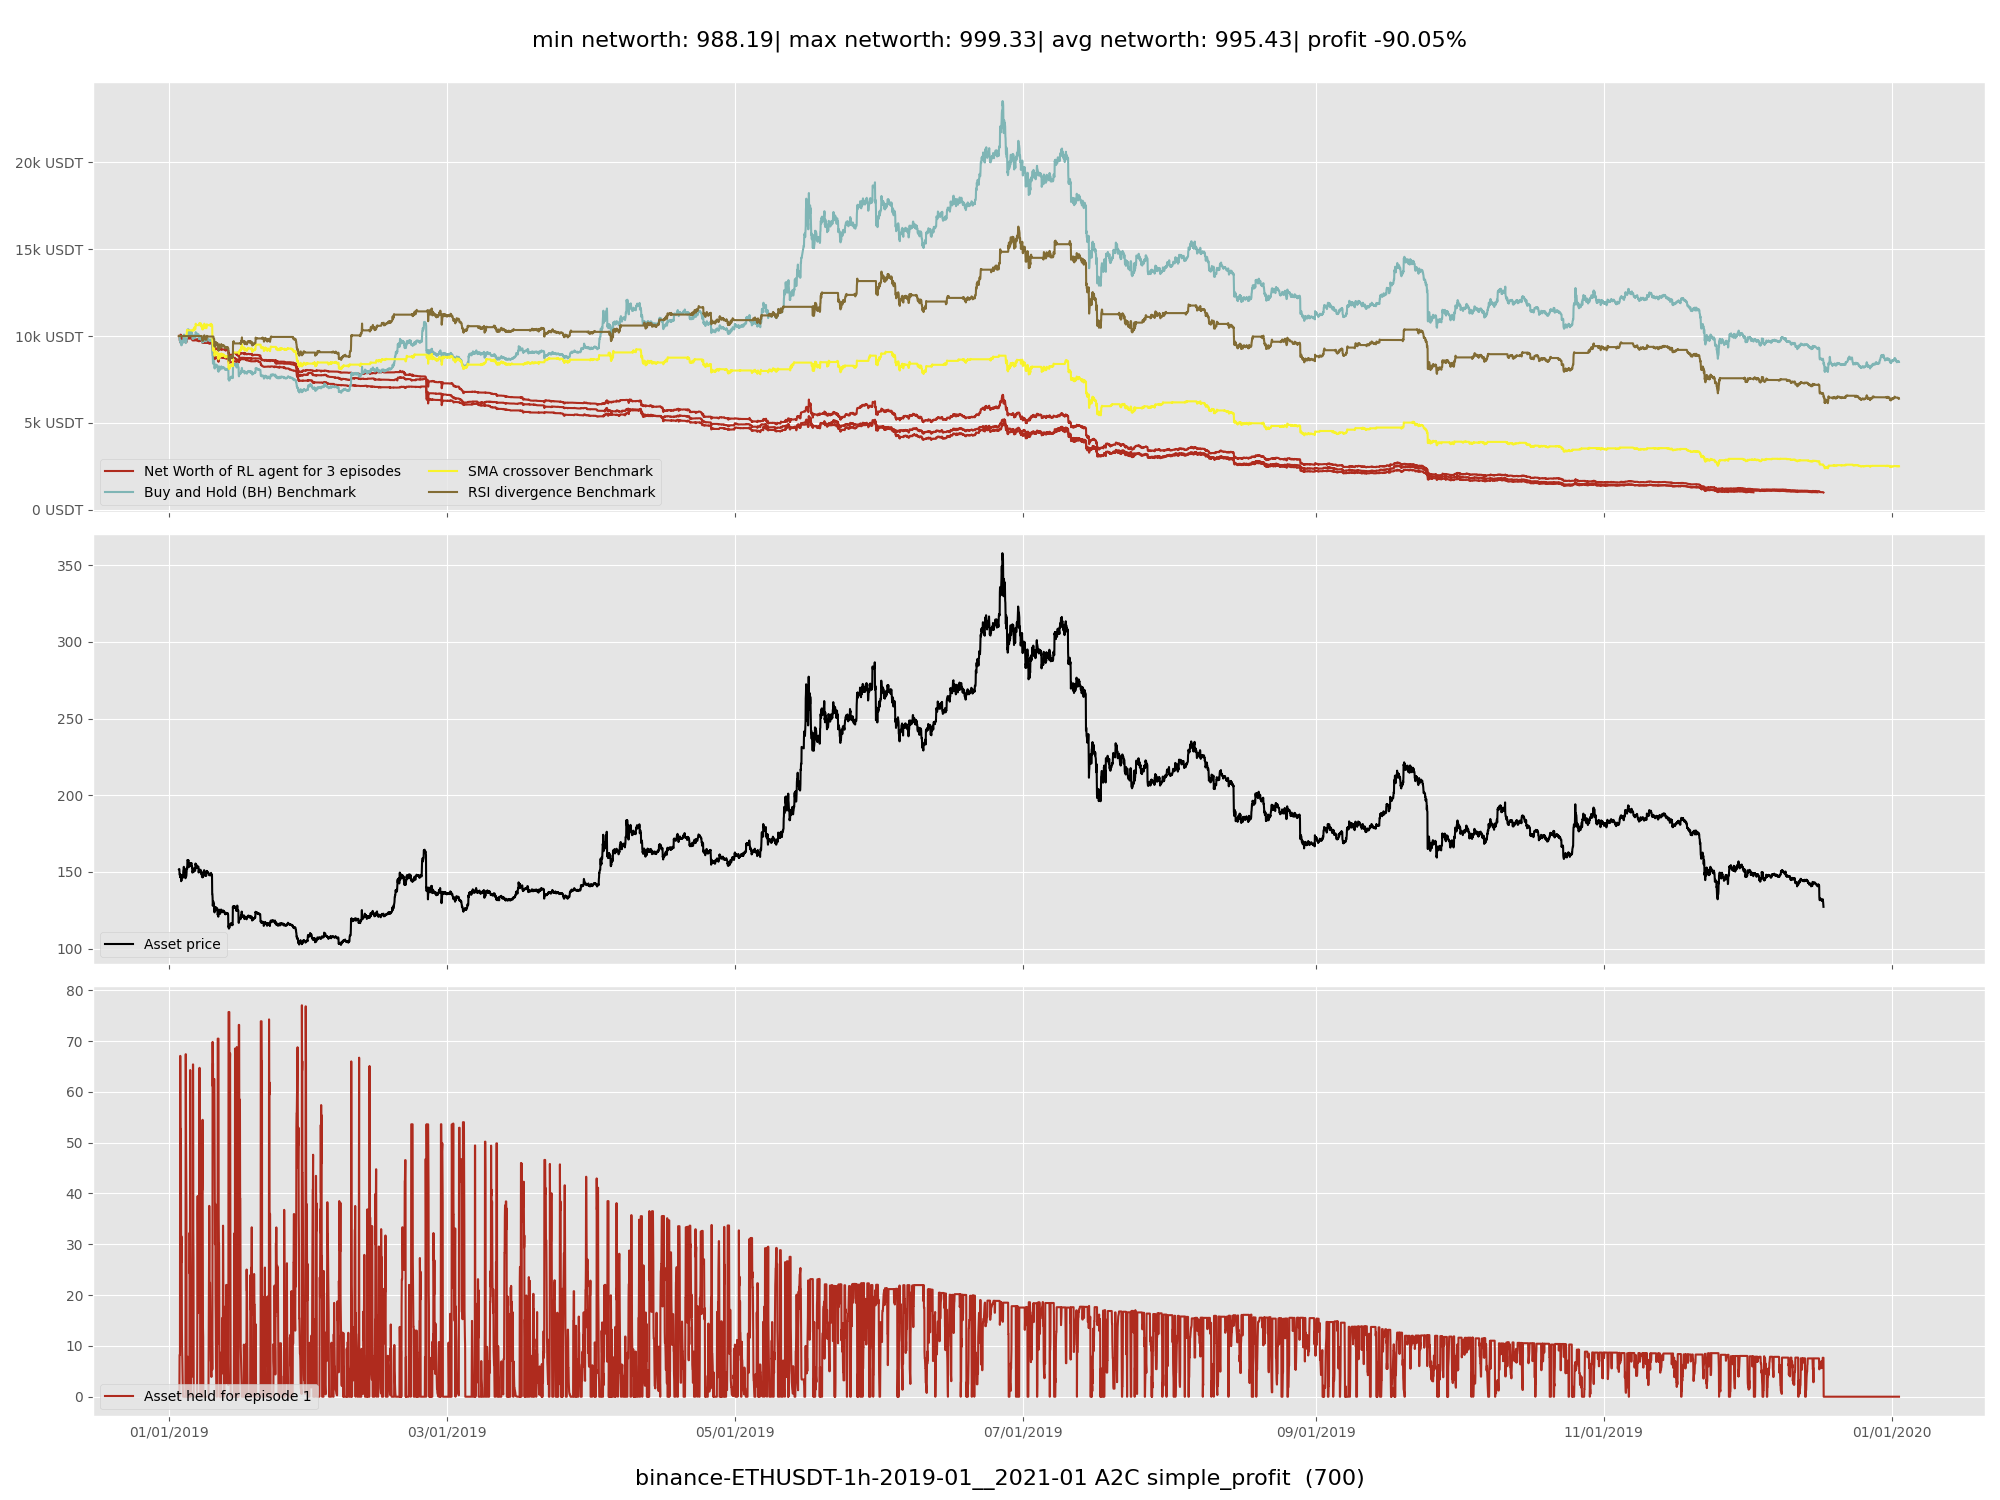 min networth: 988.19| max networth: 999.33| avg networth: 995.43| profit -90.05%
20k USDT
15k USDT
10k USDT
5k USDT
0 USDT
Net Worth of RL agent for 3 episodes
Buy and Hold (BH) Benchmark
SMA crossover Benchmark
RSI divergence Benchmark
350
300
250
200
150
100
Asset price
80
70
60
50
40
30
20
10
0
Asset held for episode 1
01/01/2019
03/01/2019
05/01/2019
07/01/2019
09/01/2019
11/01/2019
01/01/2020
binance-ETHUSDT-1h-2019-01__2021-01 A2C simple_profit (700)